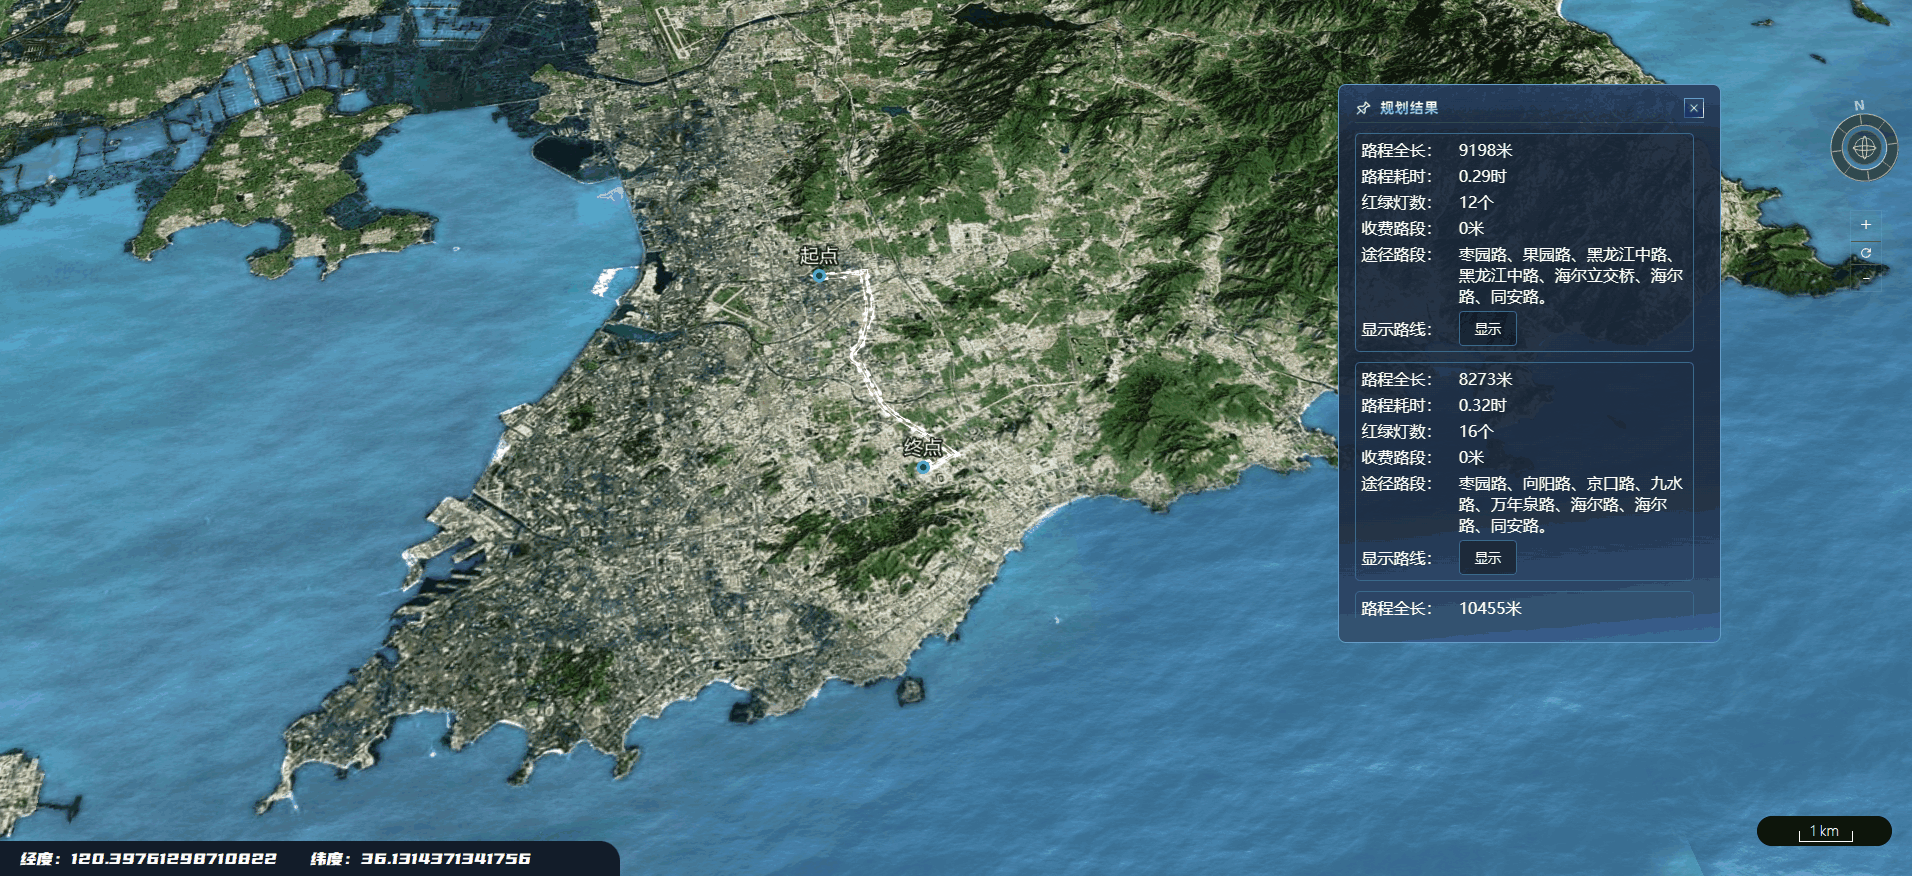 规划结果
N
路程全长： 9198米
路程耗时： 0.29时
红绿灯数： 12个
收费路段： 0米
途径路段： 枣园路、果园路、黑龙江中路、
黑龙江中路、海尔立交桥、海尔
路、同安路。
显示路线： 显示
起点
路程全长： 8273米
路程耗时： 0.32时
红绿灯数： 16个
收费路段： 0米
途径路段： 枣园路、向阳路、京口路、九水
路、万年泉路、海尔路、海尔
路、同安路。
显示路线： 显示
终点
路程全长： 10455米
1 km
经度：120.39761298710822 纬度：36.1314371341756